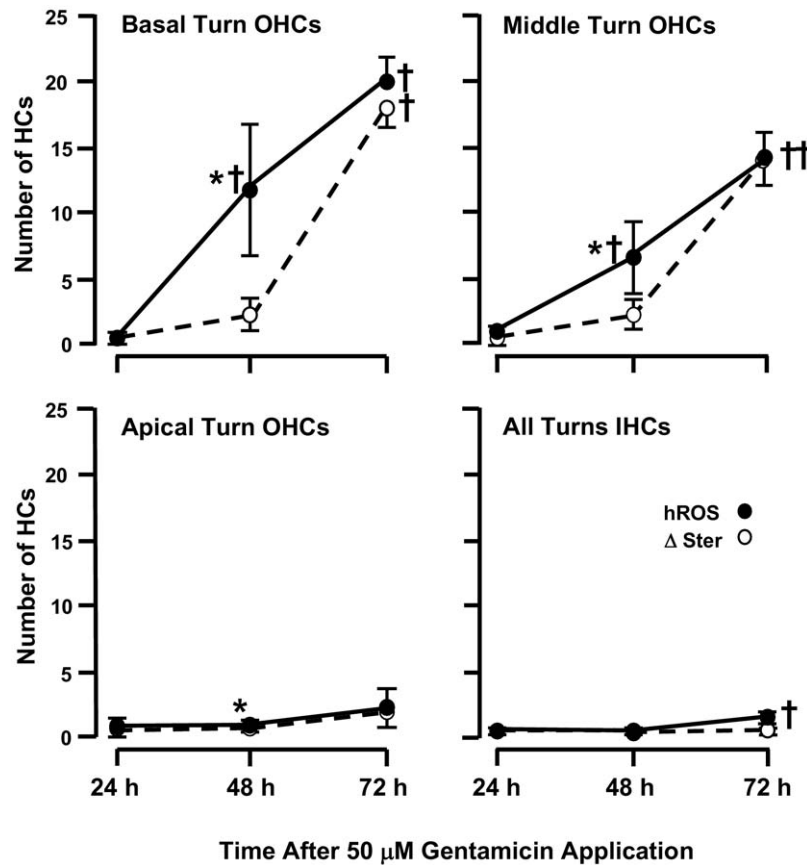 Basal Turn OHCs
Middle Turn OHCs
Number of HCs
25
20
15
10
5
0
*†
†
†
*†
††
Apical Turn OHCs
All Turns IHCs
Number of HCs
25
20
15
10
5
0
*
hROS
Δ Ster
†
24 h 48 h 72 h
24 h 48 h 72 h
Time After 50 μM Gentamicin Application